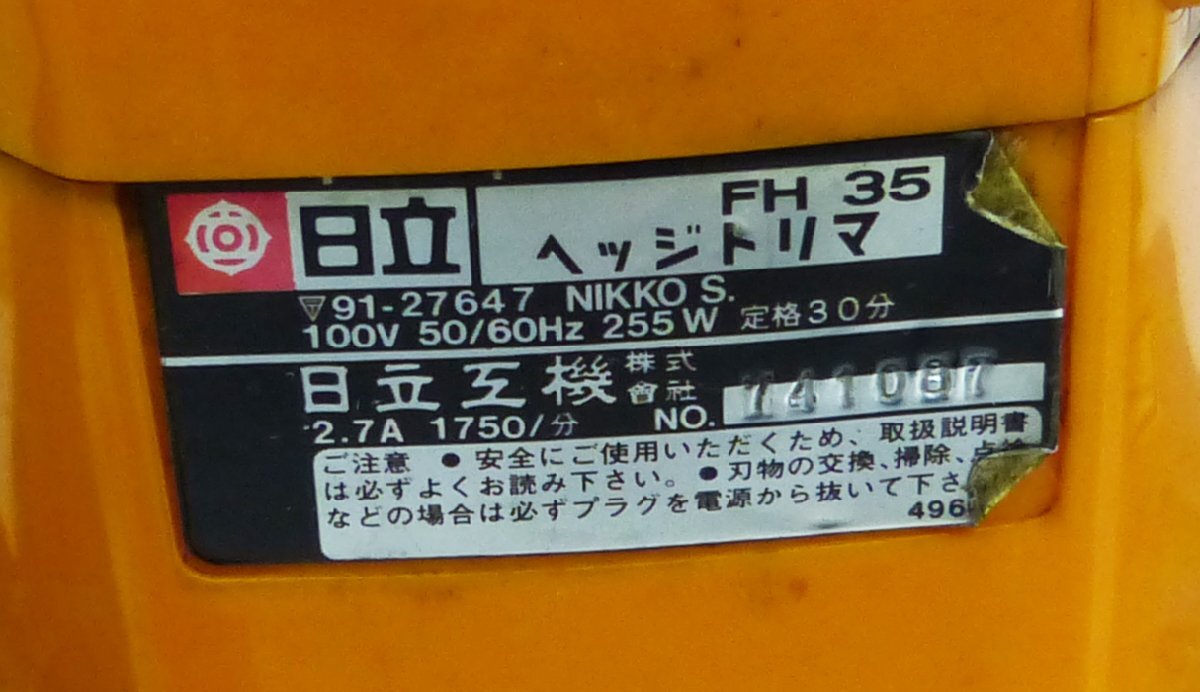 日立
FH 35
ヘッジトリマ
91-27647 NIKKO S.
100V 50/60Hz 255W 定格30分
日立工機 株式會社
2.7A 1750/分 NO. 741087
ご注意 ●安全にご使用いただくため、取扱説明書
は必ずよくお読み下さい。●刃物の交換、掃除、点検
などの場合は必ずプラグを電源から抜いて下さ
496